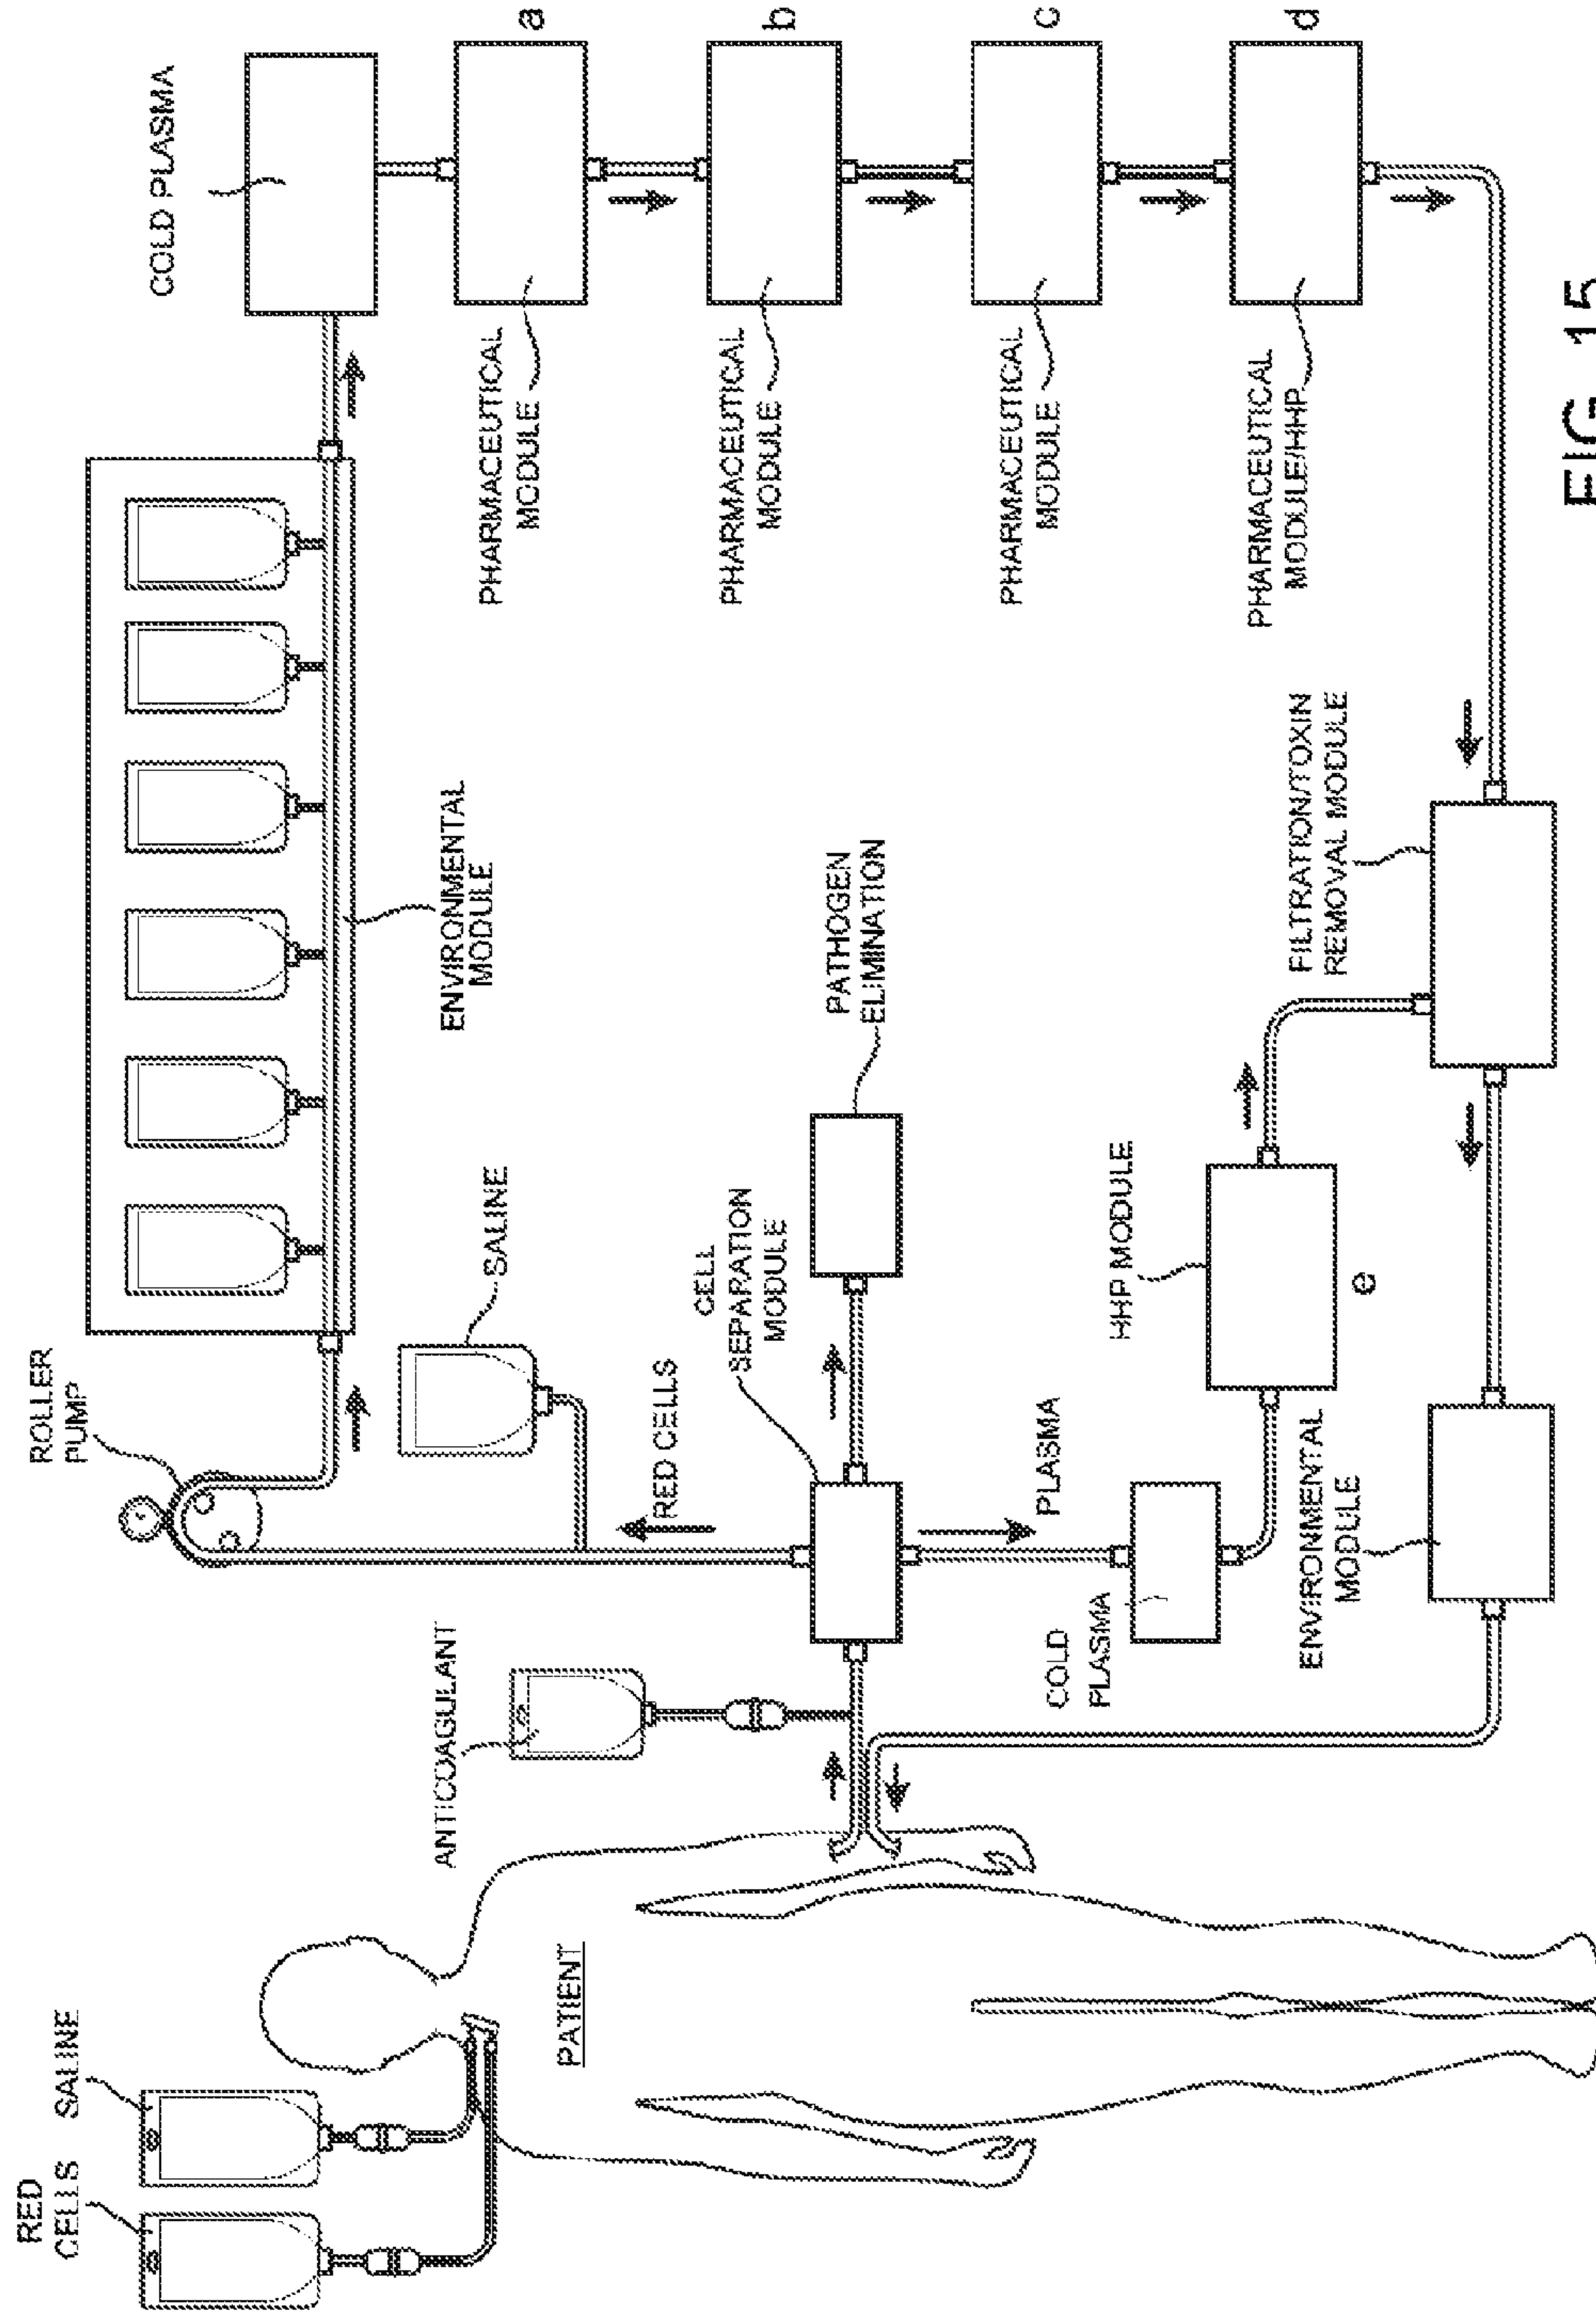 RED
CELLS
SALINE
PATIENT
ANTICOAGULANT
ROLLER
PUMP
SALINE
RED CELLS
CELL
SEPARATION
MODULE
PLASMA
COLD
PLASMA
PATHOGEN
ELIMINATION
HHP MODULE
e
ENVIRONMENTAL
MODULE
ENVIRONMENTAL
MODULE
FILTRATION/TOXIN
REMOVAL MODULE
COLD PLASMA
PHARMACEUTICAL
MODULE
a
PHARMACEUTICAL
MODULE
b
PHARMACEUTICAL
MODULE
c
PHARMACEUTICAL
MODULE/HHP
d
FIG. 15